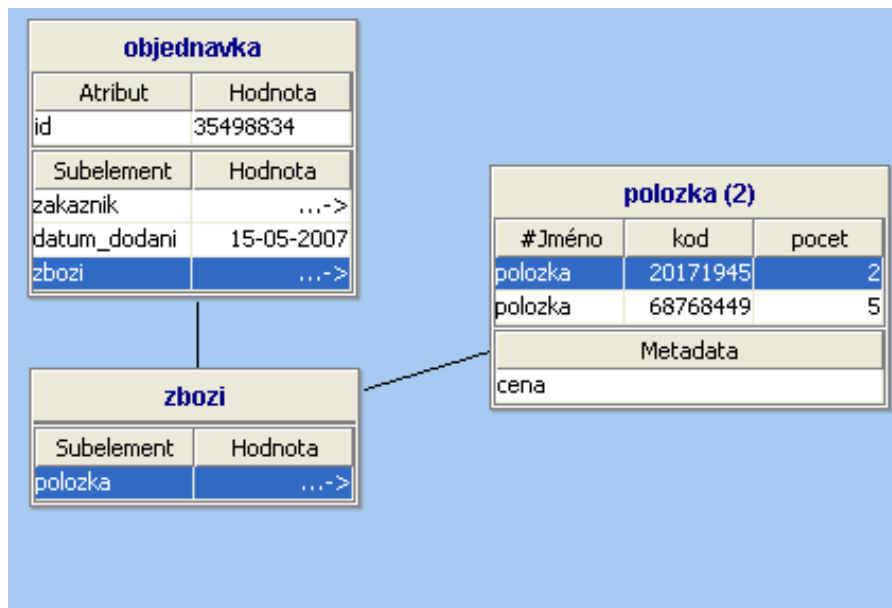 objednavka
Atribut Hodnota
id 35498834
Subelement Hodnota
zakaznik ...->
datum_dodani 15-05-2007
zbozi ...->
polozka (2)
#Jméno kod pocet
polozka 20171945 2
polozka 68768449 5
Metadata
cena
zbozi
Subelement Hodnota
polozka ...->